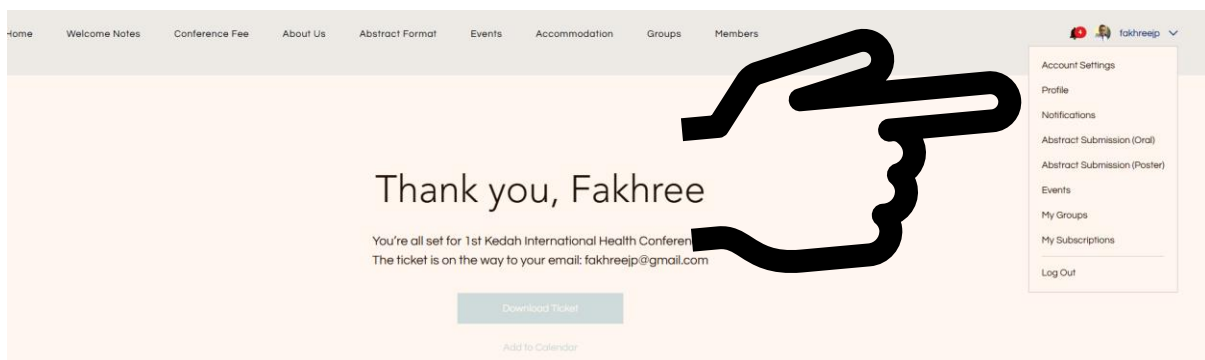 Home Welcome Notes Conference Fee About Us Abstract Format Events Accommodation Groups Members
4 fakhreejp
Account Settings
Profile
Notifications
Abstract Submission (Oral)
Abstract Submission (Poster)
Events
My Groups
My Subscriptions
Log Out
Thank you, Fakhree
You're all set for 1st Kedah International Health
The ticket is on the way to your email: fakhreejp@gmail.com
Download Ticket
Add to Calendar